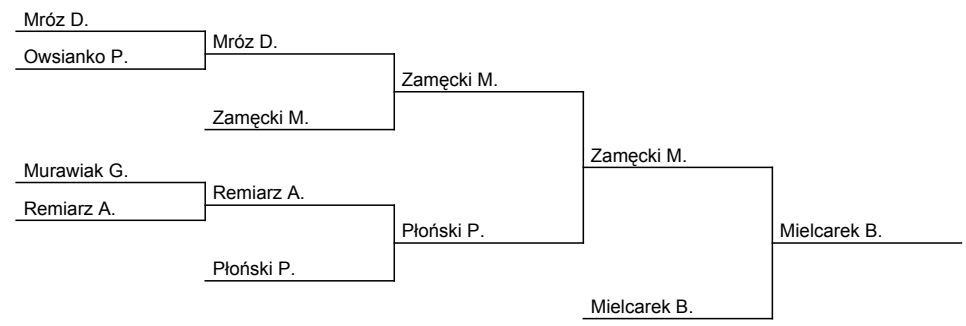 Mróz D.
Owsianko P.
Mróz D.
Zamęcki M.
Zamęcki M.
Murawiak G.
Remiarz A.
Remiarz A.
Płoński P.
Płoński P.
Zamęcki M.
Mielcarek B.
Mielcarek B.